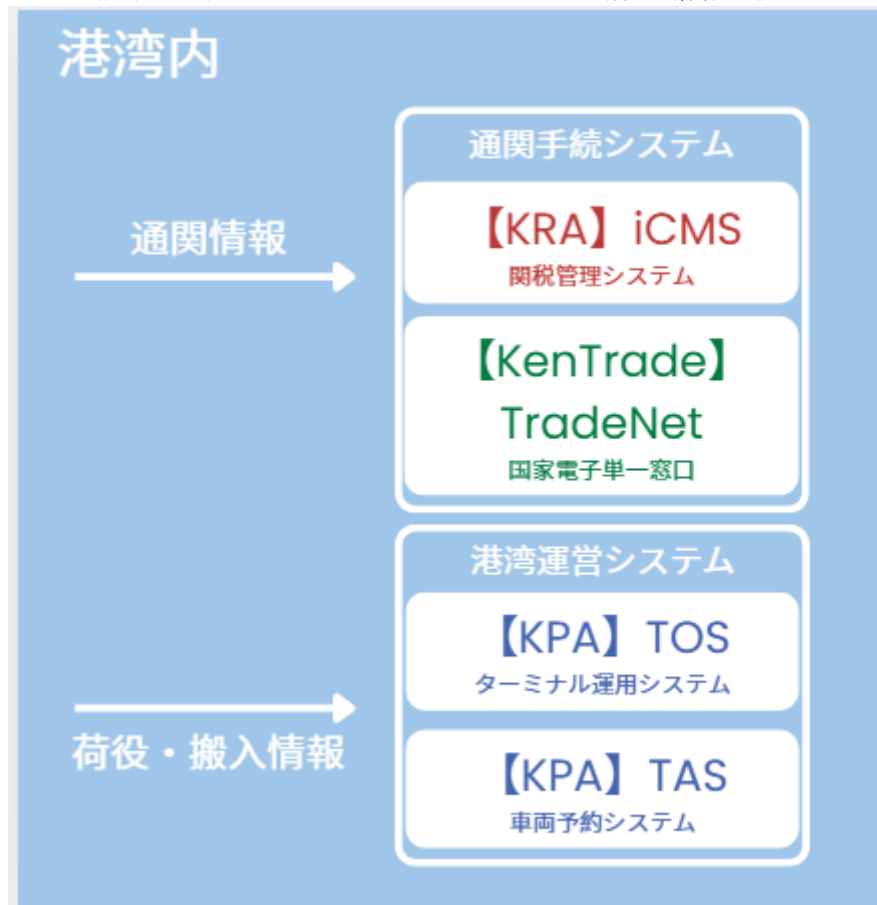 港湾内
通関手続システム
【KRA】iCMS
関税管理システム
通関情報
【KenTrade】
TradeNet
国家電子単一窓口
港湾運営システム
【KPA】TOS
ターミナル運用システム
荷役・搬入情報
【KPA】TAS
車両予約システム